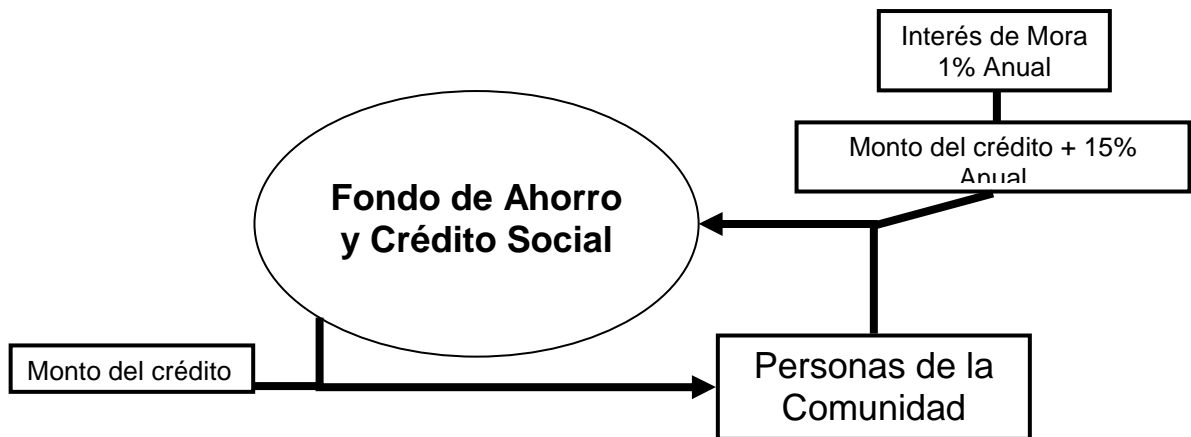 Interés de Mora
1% Anual
Monto del crédito + 15%
Anual
Fondo de Ahorro
y Crédito Social
Monto del crédito
Personas de la
Comunidad